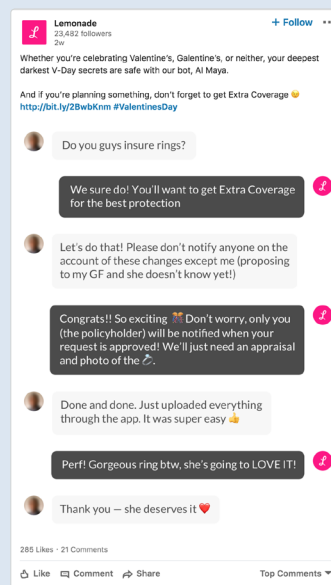 Lemonade
+ Follow
23,482 followers
2w
Whether you're celebrating Valentine's, Galentine's, or neither, your deepest
darkest V-Day secrets are safe with our bot, AI Maya.
And if you're planning something, don't forget to get Extra Coverage 😉
http://bit.ly/2BwbKnm #ValentinesDay
Do you guys insure rings?
We sure do! You'll want to get Extra Coverage
for the best protection
Let's do that! Please don't notify anyone on the
account of these changes except me (proposing
to my GF and she doesn't know yet!)
Congrats!! So exciting 🎊 Don't worry, only you
(the policyholder) will be notified when your
request is approved! We'll just need an appraisal
and photo of the 💍.
Done and done. Just uploaded everything
through the app. It was super easy 👍
Perf! Gorgeous ring btw, she's going to LOVE IT!
Thank you — she deserves it ❤️
285 Likes · 21 Comments
Like Comment Share Top Comments